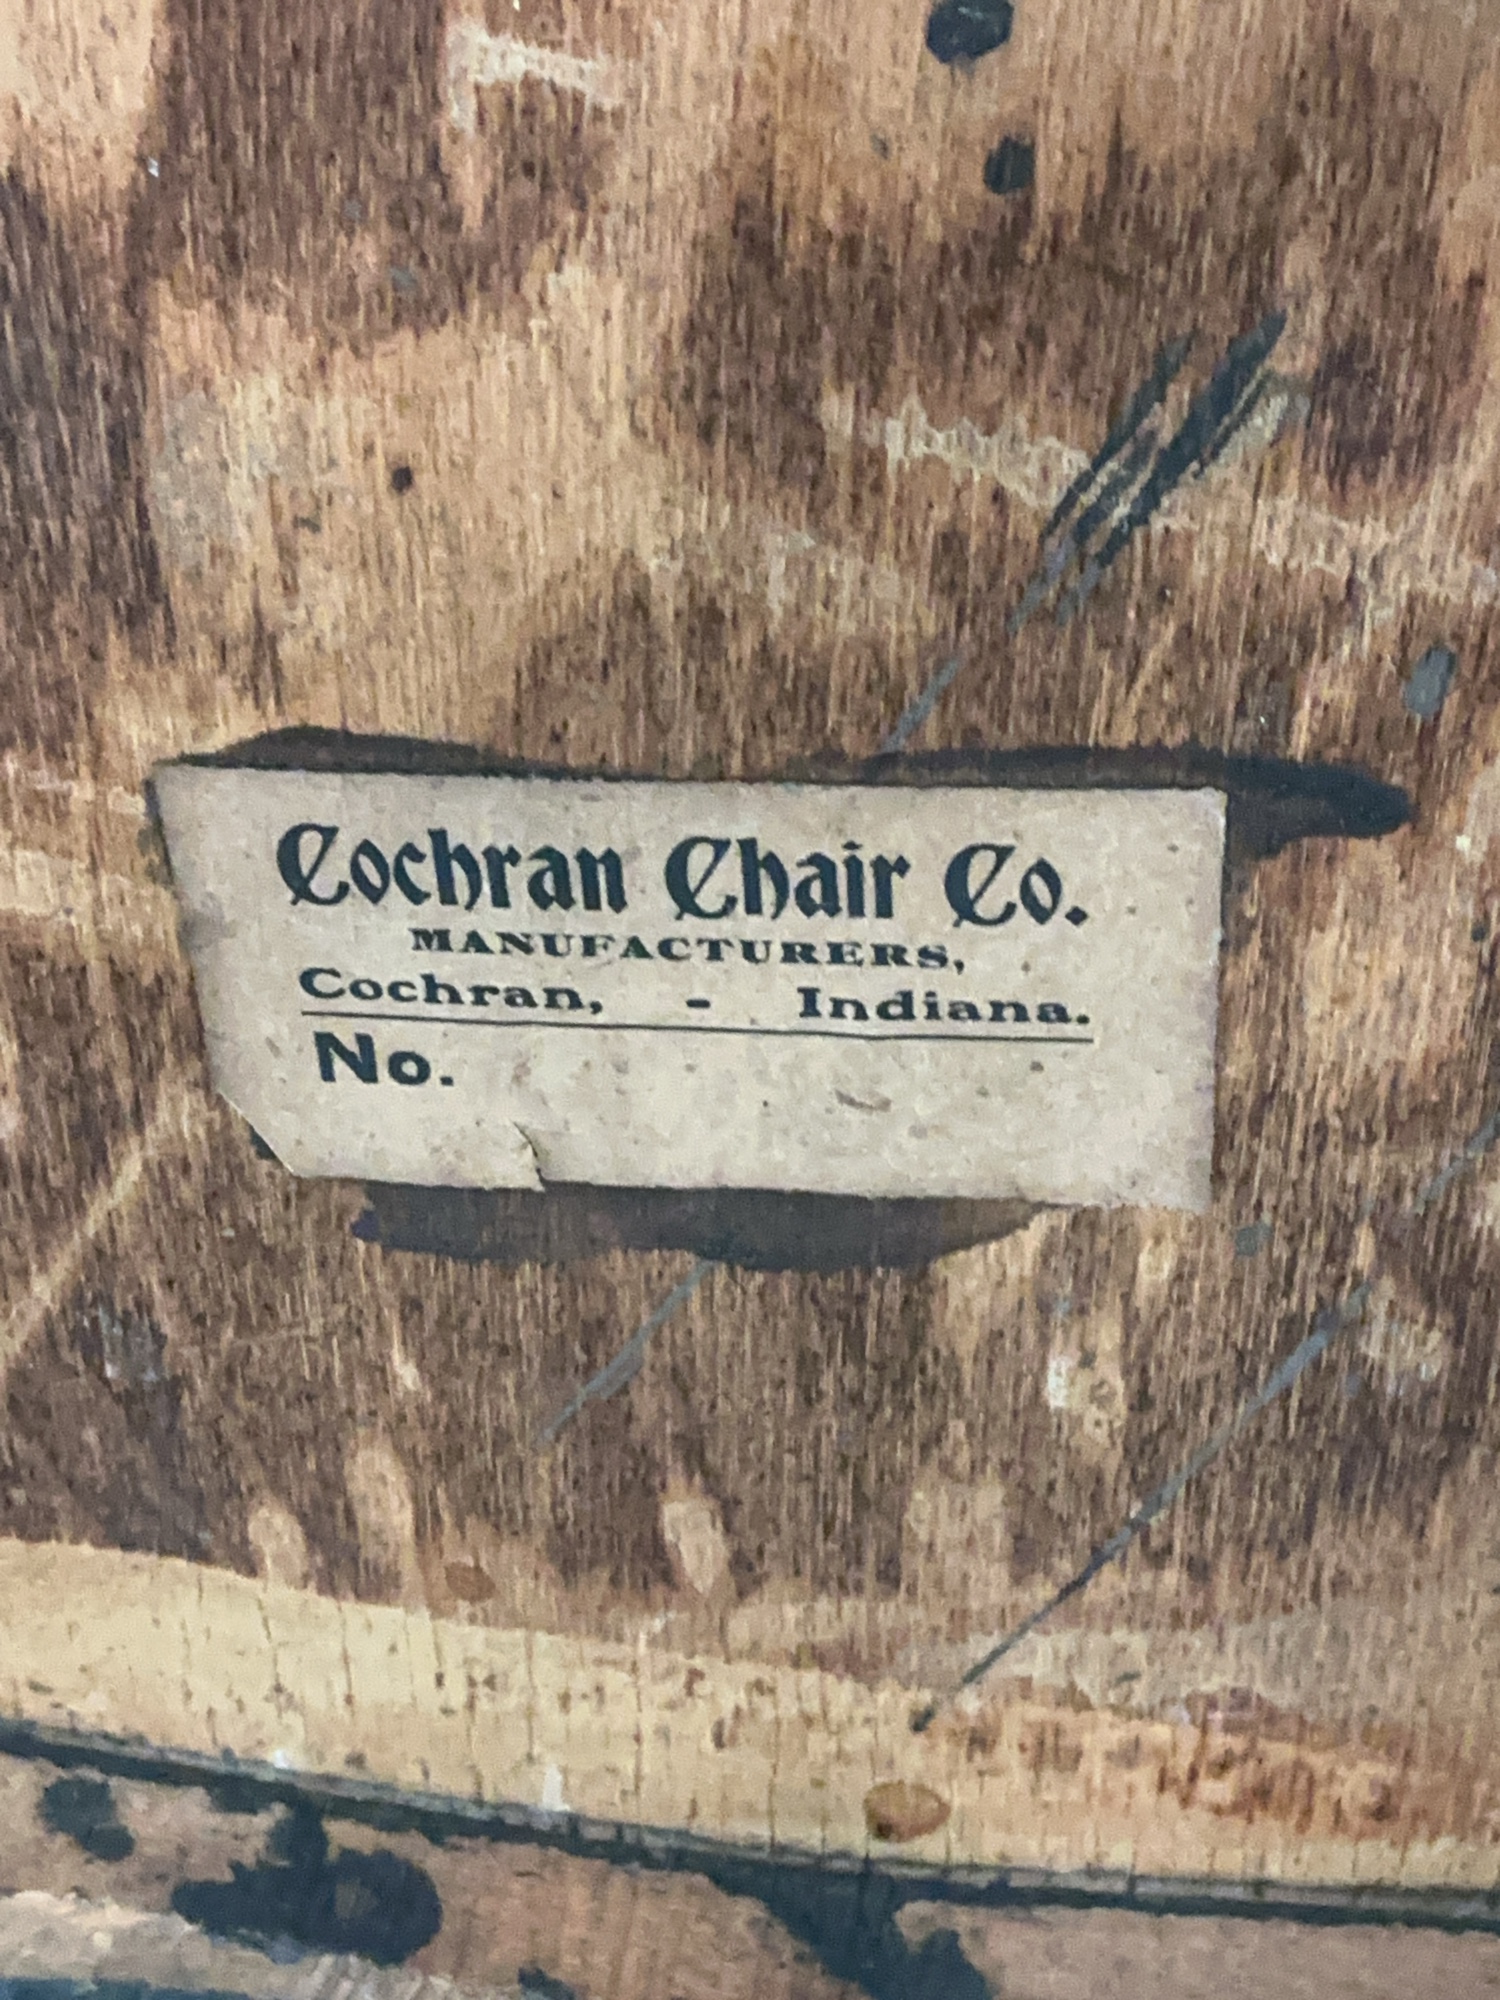 Cochran Chair Co.
MANUFACTURERS,
Cochran, - Indiana.
No.